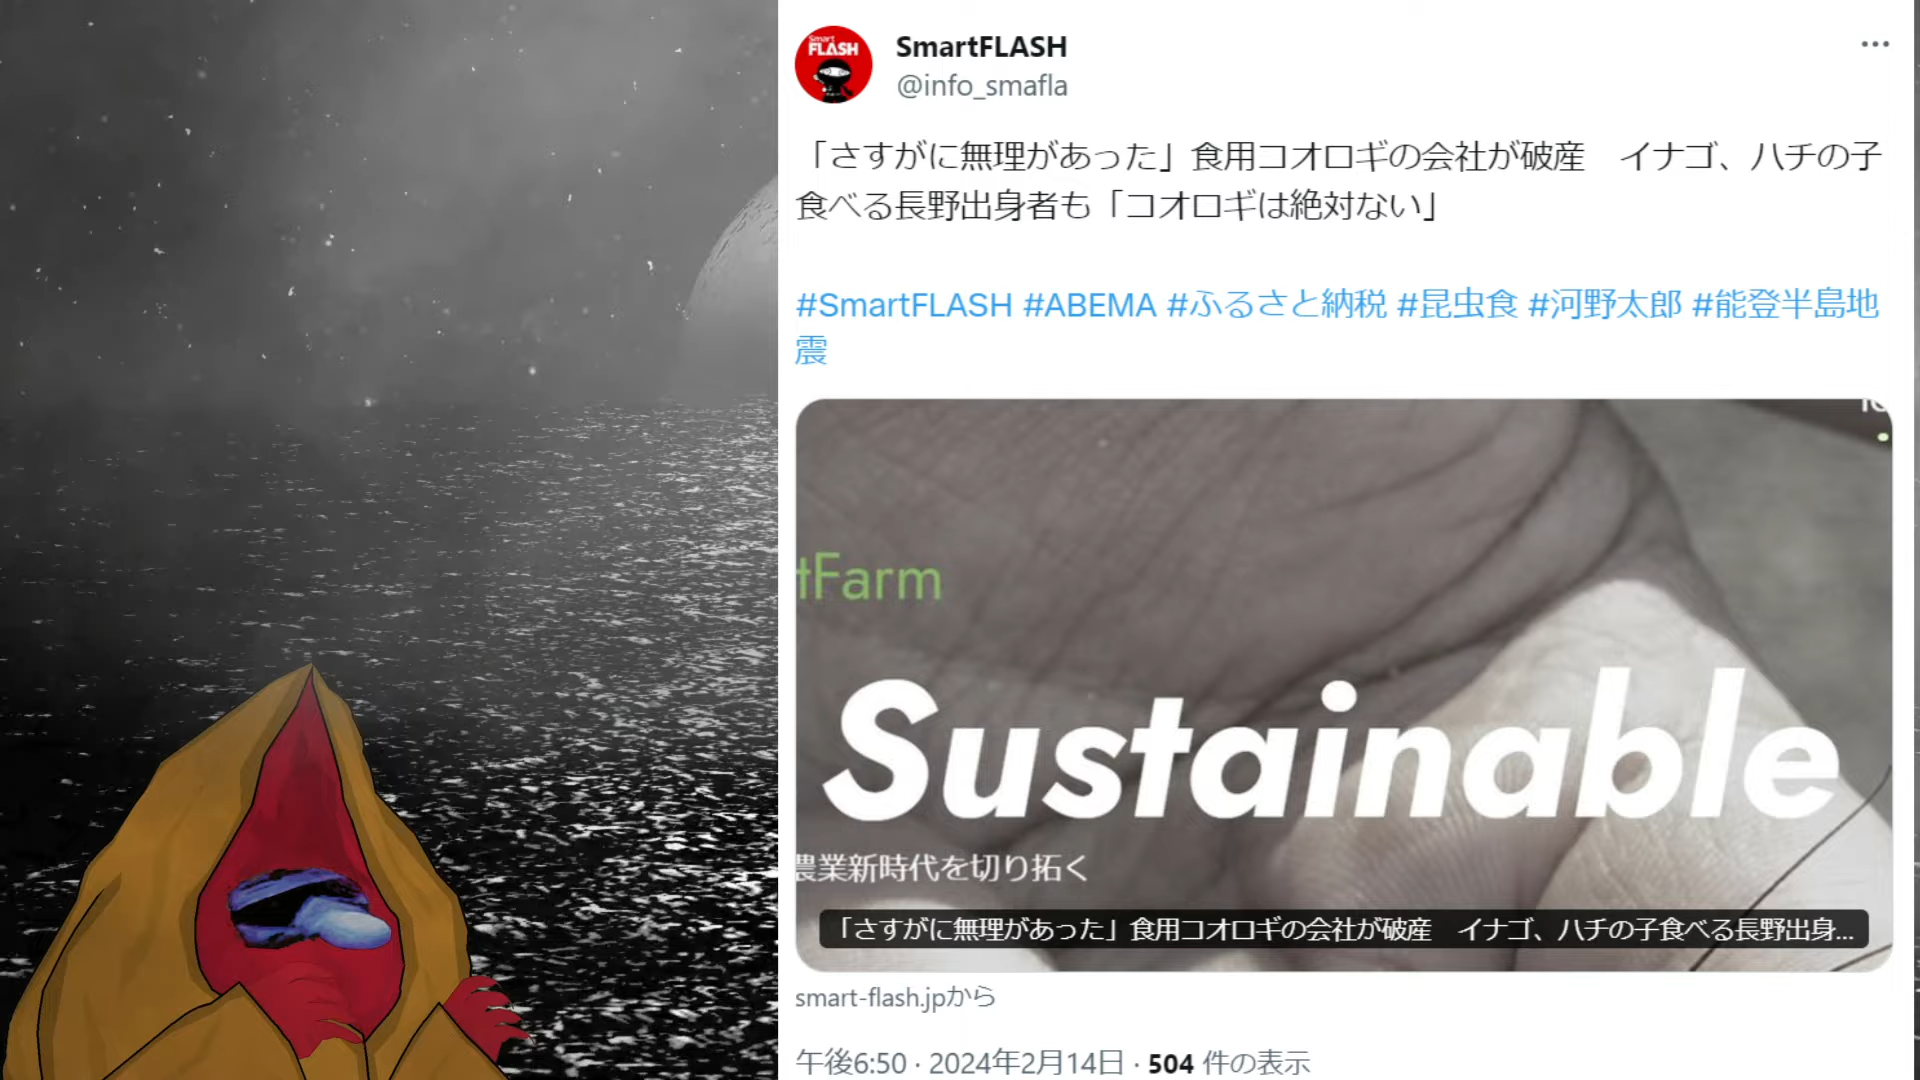 Smart
FLASH
SmartFLASH
@info_smafla
「さすがに無理があった」食用コオロギの会社が破産　イナゴ、ハチの子
食べる長野出身者も「コオロギは絶対ない」
#SmartFLASH #ABEMA #ふるさと納税 #昆虫食 #河野太郎 #能登半島地
震
tFarm
Sustainable
農業新時代を切り拓く
「さすがに無理があった」食用コオロギの会社が破産　イナゴ、ハチの子食べる長野出身...
smart-flash.jpから
午後6:50 · 2024年2月14日 · 504 件の表示